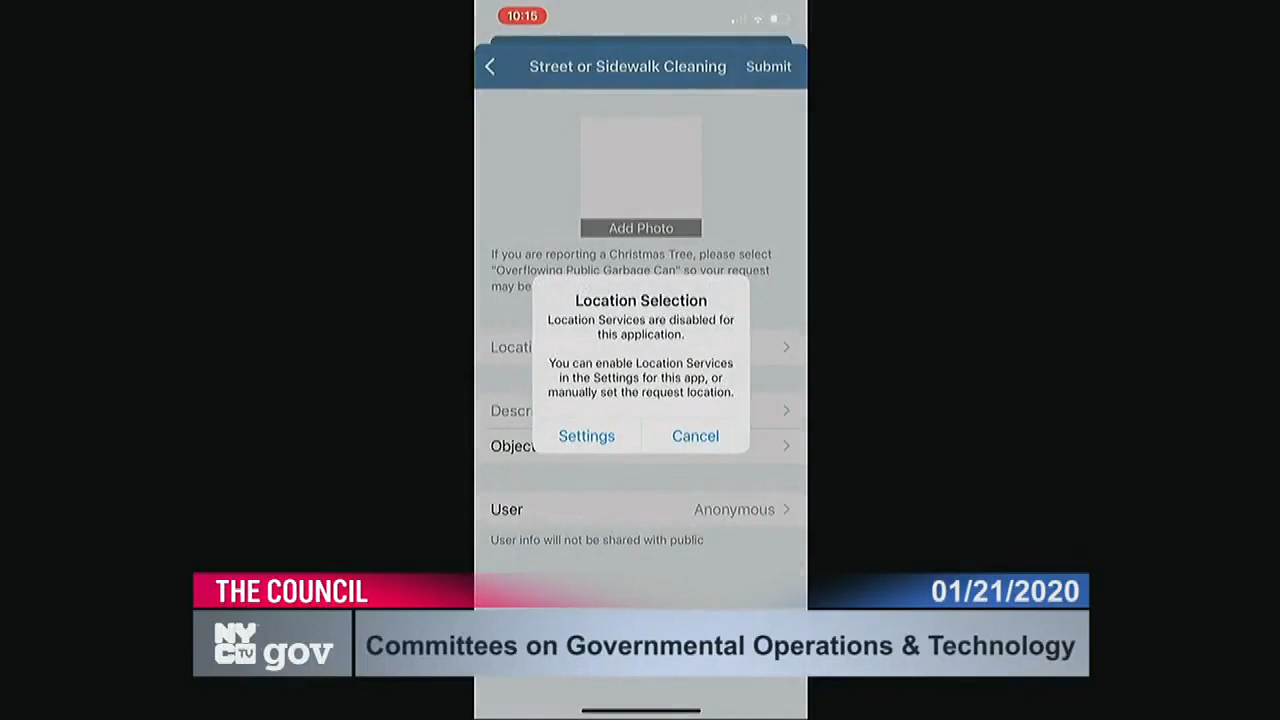 10:15
Street or Sidewalk Cleaning
Submit
Add Photo
If you are reporting a Christmas Tree, please select
"Overflowing Public Garbage Can" so your request
may be
Location Selection
Location Services are disabled for
this application.
You can enable Location Services
in the Settings for this app, or
manually set the request location.
Settings
Cancel
Locati
Descr
Object
User
Anonymous
User info will not be shared with public
THE COUNCIL
01/21/2020
NYC TV gov
Committees on Governmental Operations & Technology